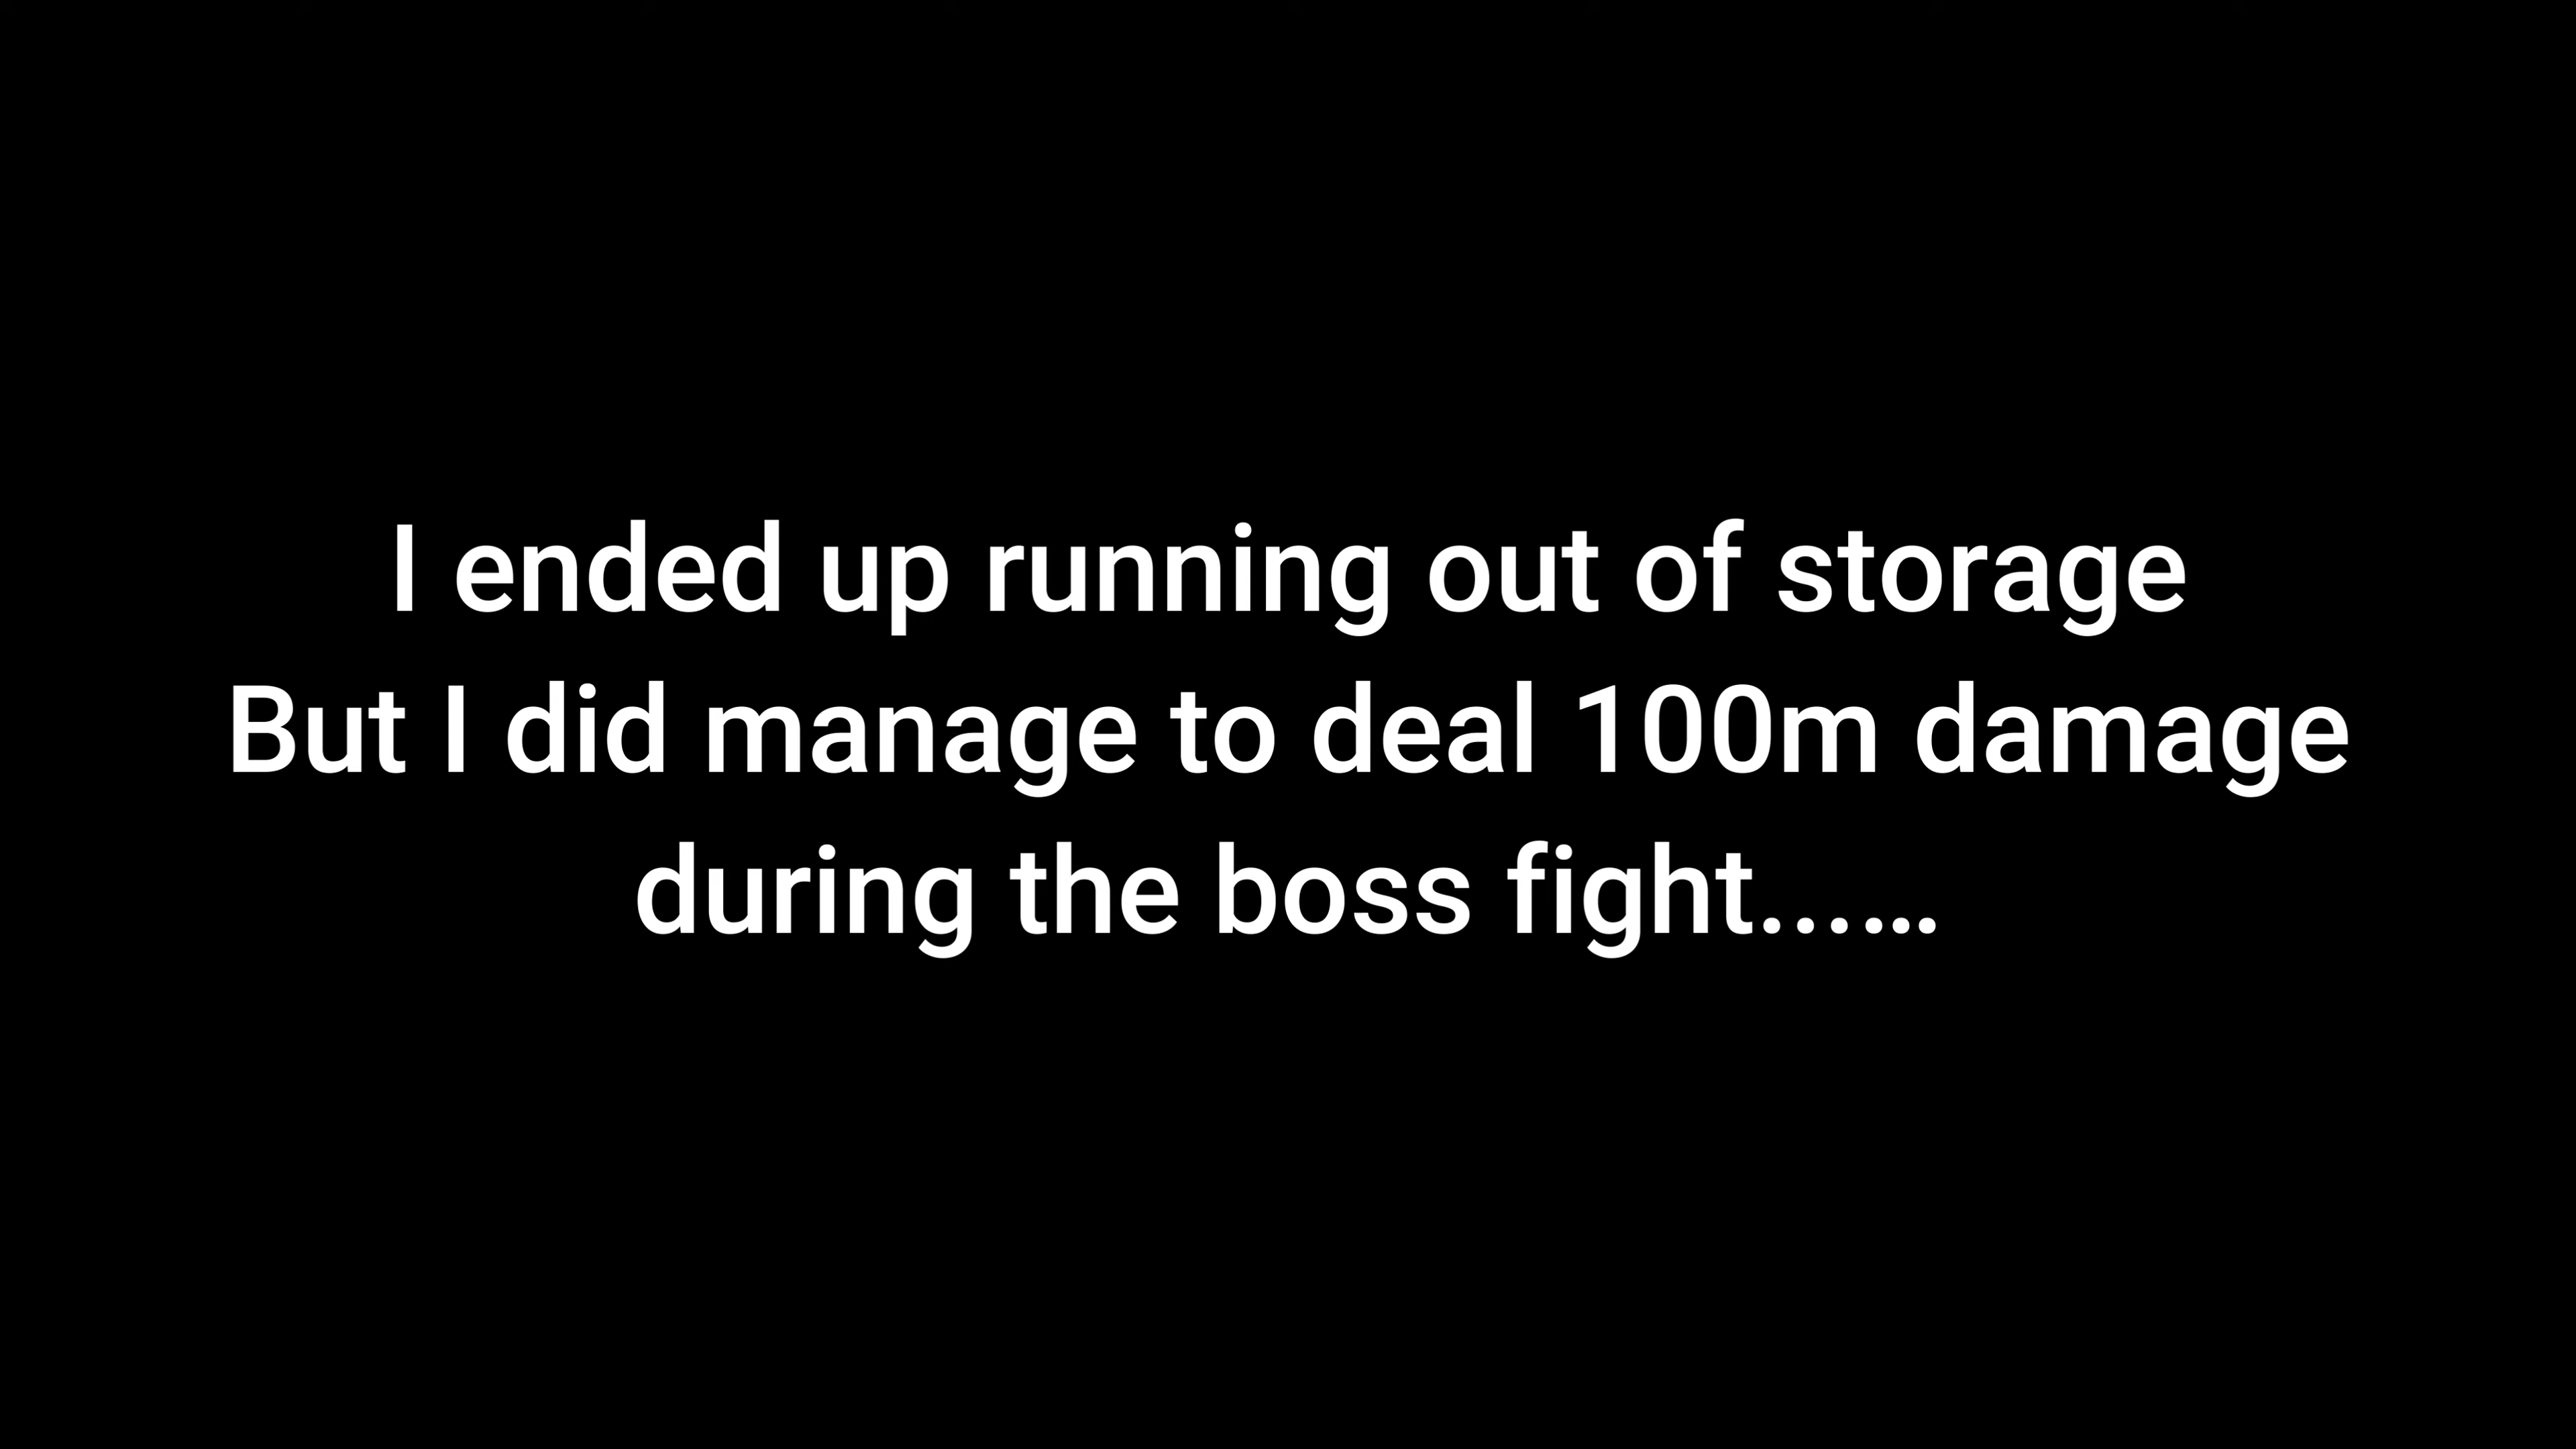 I ended up running out of storage
But I did manage to deal 100m damage
during the boss fight...…